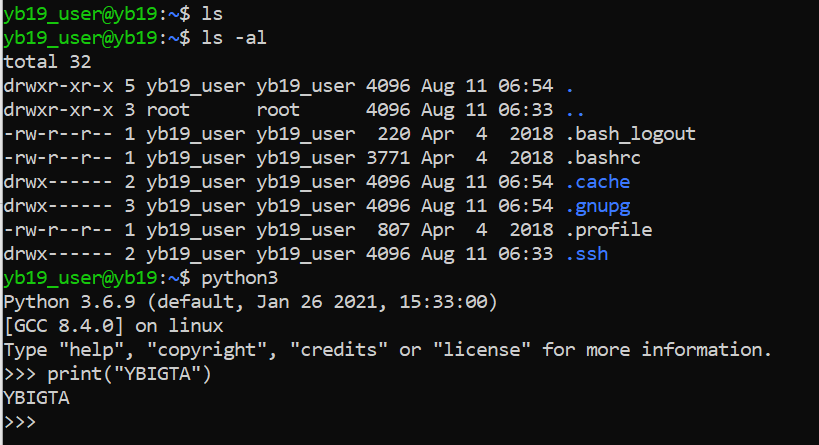 yb19_user@yb19:~$ ls
yb19_user@yb19:~$ ls -al
total 32
drwxr-xr-x 5 yb19_user yb19_user 4096 Aug 11 06:54 .
drwxr-xr-x 3 root      root      4096 Aug 11 06:33 ..
-rw-r--r-- 1 yb19_user yb19_user  220 Apr  4  2018 .bash_logout
-rw-r--r-- 1 yb19_user yb19_user 3771 Apr  4  2018 .bashrc
drwx------ 2 yb19_user yb19_user 4096 Aug 11 06:54 .cache
drwx------ 3 yb19_user yb19_user 4096 Aug 11 06:54 .gnupg
-rw-r--r-- 1 yb19_user yb19_user  807 Apr  4  2018 .profile
drwx------ 2 yb19_user yb19_user 4096 Aug 11 06:33 .ssh
yb19_user@yb19:~$ python3
Python 3.6.9 (default, Jan 26 2021, 15:33:00)
[GCC 8.4.0] on linux
Type "help", "copyright", "credits" or "license" for more information.
>>> print("YBIGTA")
YBIGTA
>>>